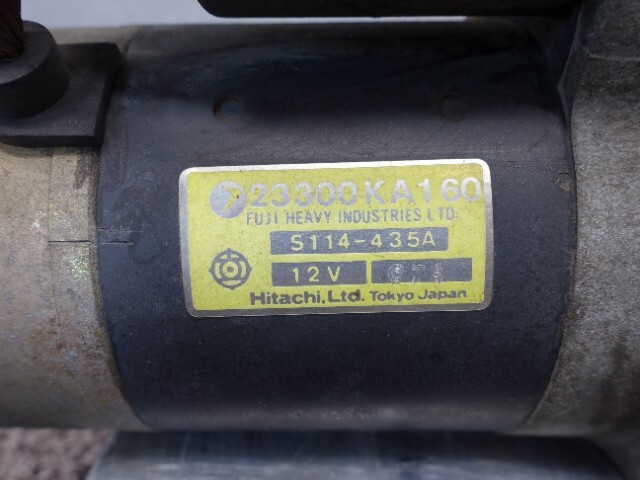 23300KA160
FUJI HEAVY INDUSTRIES LTD.
S114-435A
12V
Hitachi, Ltd. Tokyo Japan